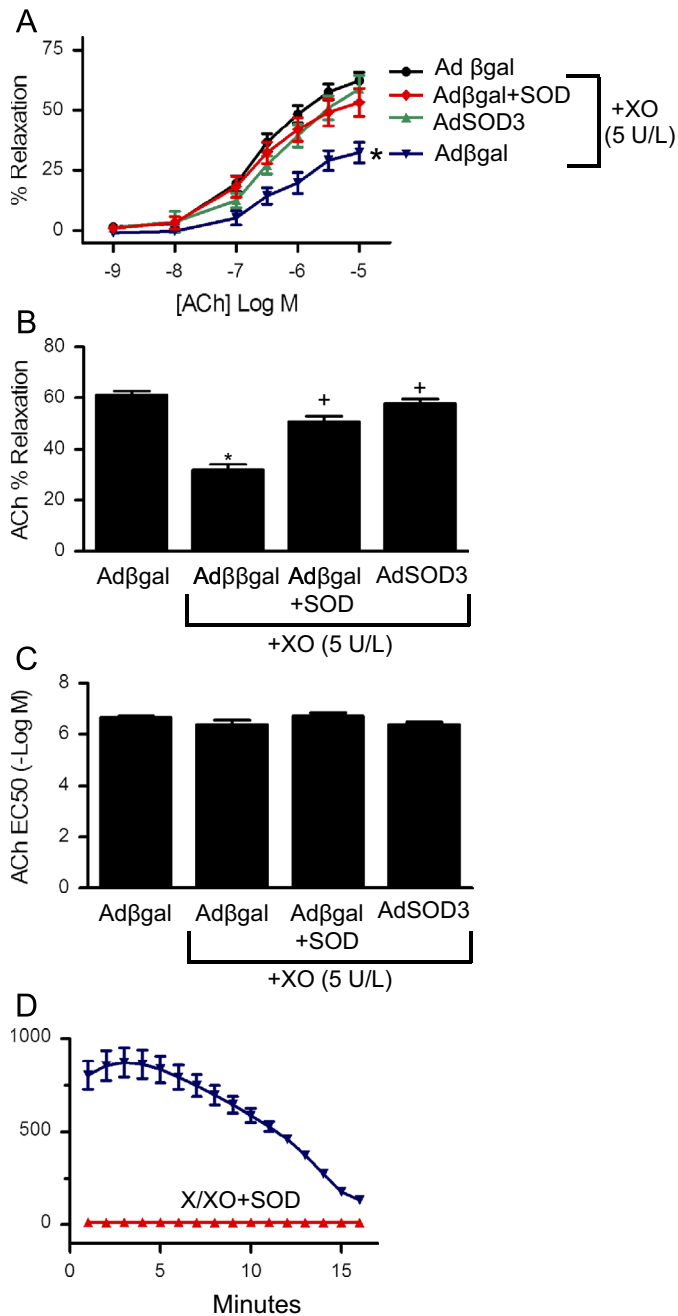 A
% Relaxation
75
50
25
0
-9 -8 -7 -6 -5
[ACh] Log M
Ad βgal
Adβgal+SOD
AdSOD3
Adβgal
*
+XO
(5 U/L)
B
ACh % Relaxation
80
60
40
20
0
* + +
Adβgal Adββgal Adβgal AdSOD3
+SOD
+XO (5 U/L)
C
ACh EC50 (-Log M)
8
6
4
2
0
Adβgal Adβgal Adβgal AdSOD3
+SOD
+XO (5 U/L)
D
1000
500
0
X/XO+SOD
0 5 10 15
Minutes